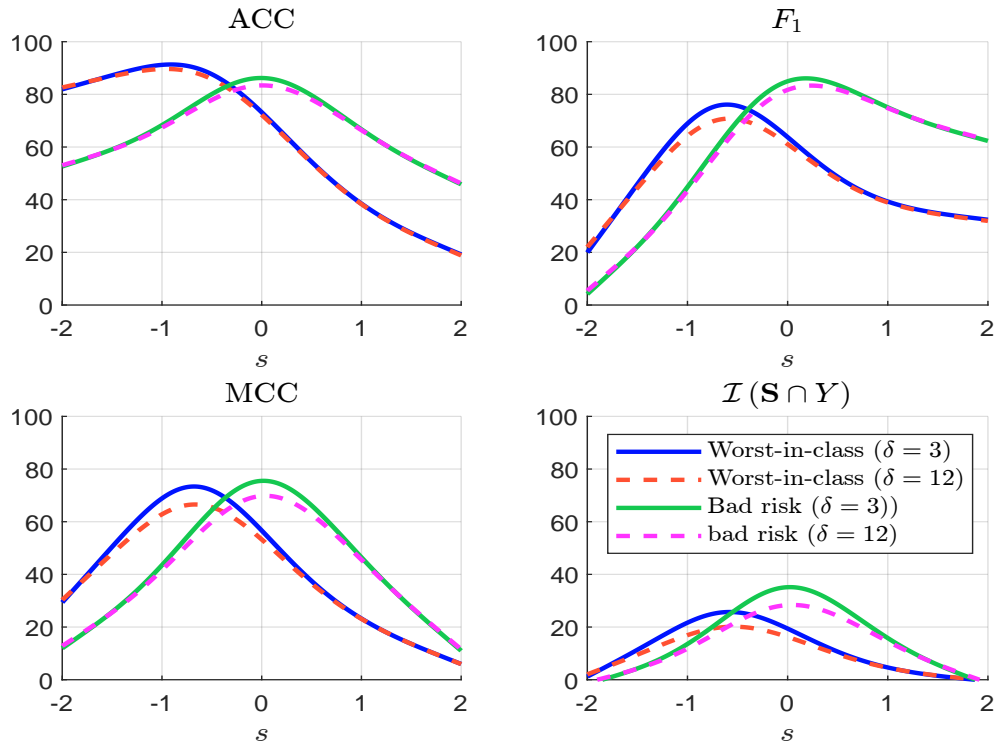 ACC
100
80
60
40
20
0
-2 -1 0 1 2
s
F₁
100
80
60
40
20
0
-2 -1 0 1 2
s
MCC
100
80
60
40
20
0
-2 -1 0 1 2
s
𝓘 (𝐒 ∩ Y)
100
80
60
40
20
0
Worst-in-class (δ = 3)
Worst-in-class (δ = 12)
Bad risk (δ = 3))
bad risk (δ = 12)
-2 -1 0 1 2
s